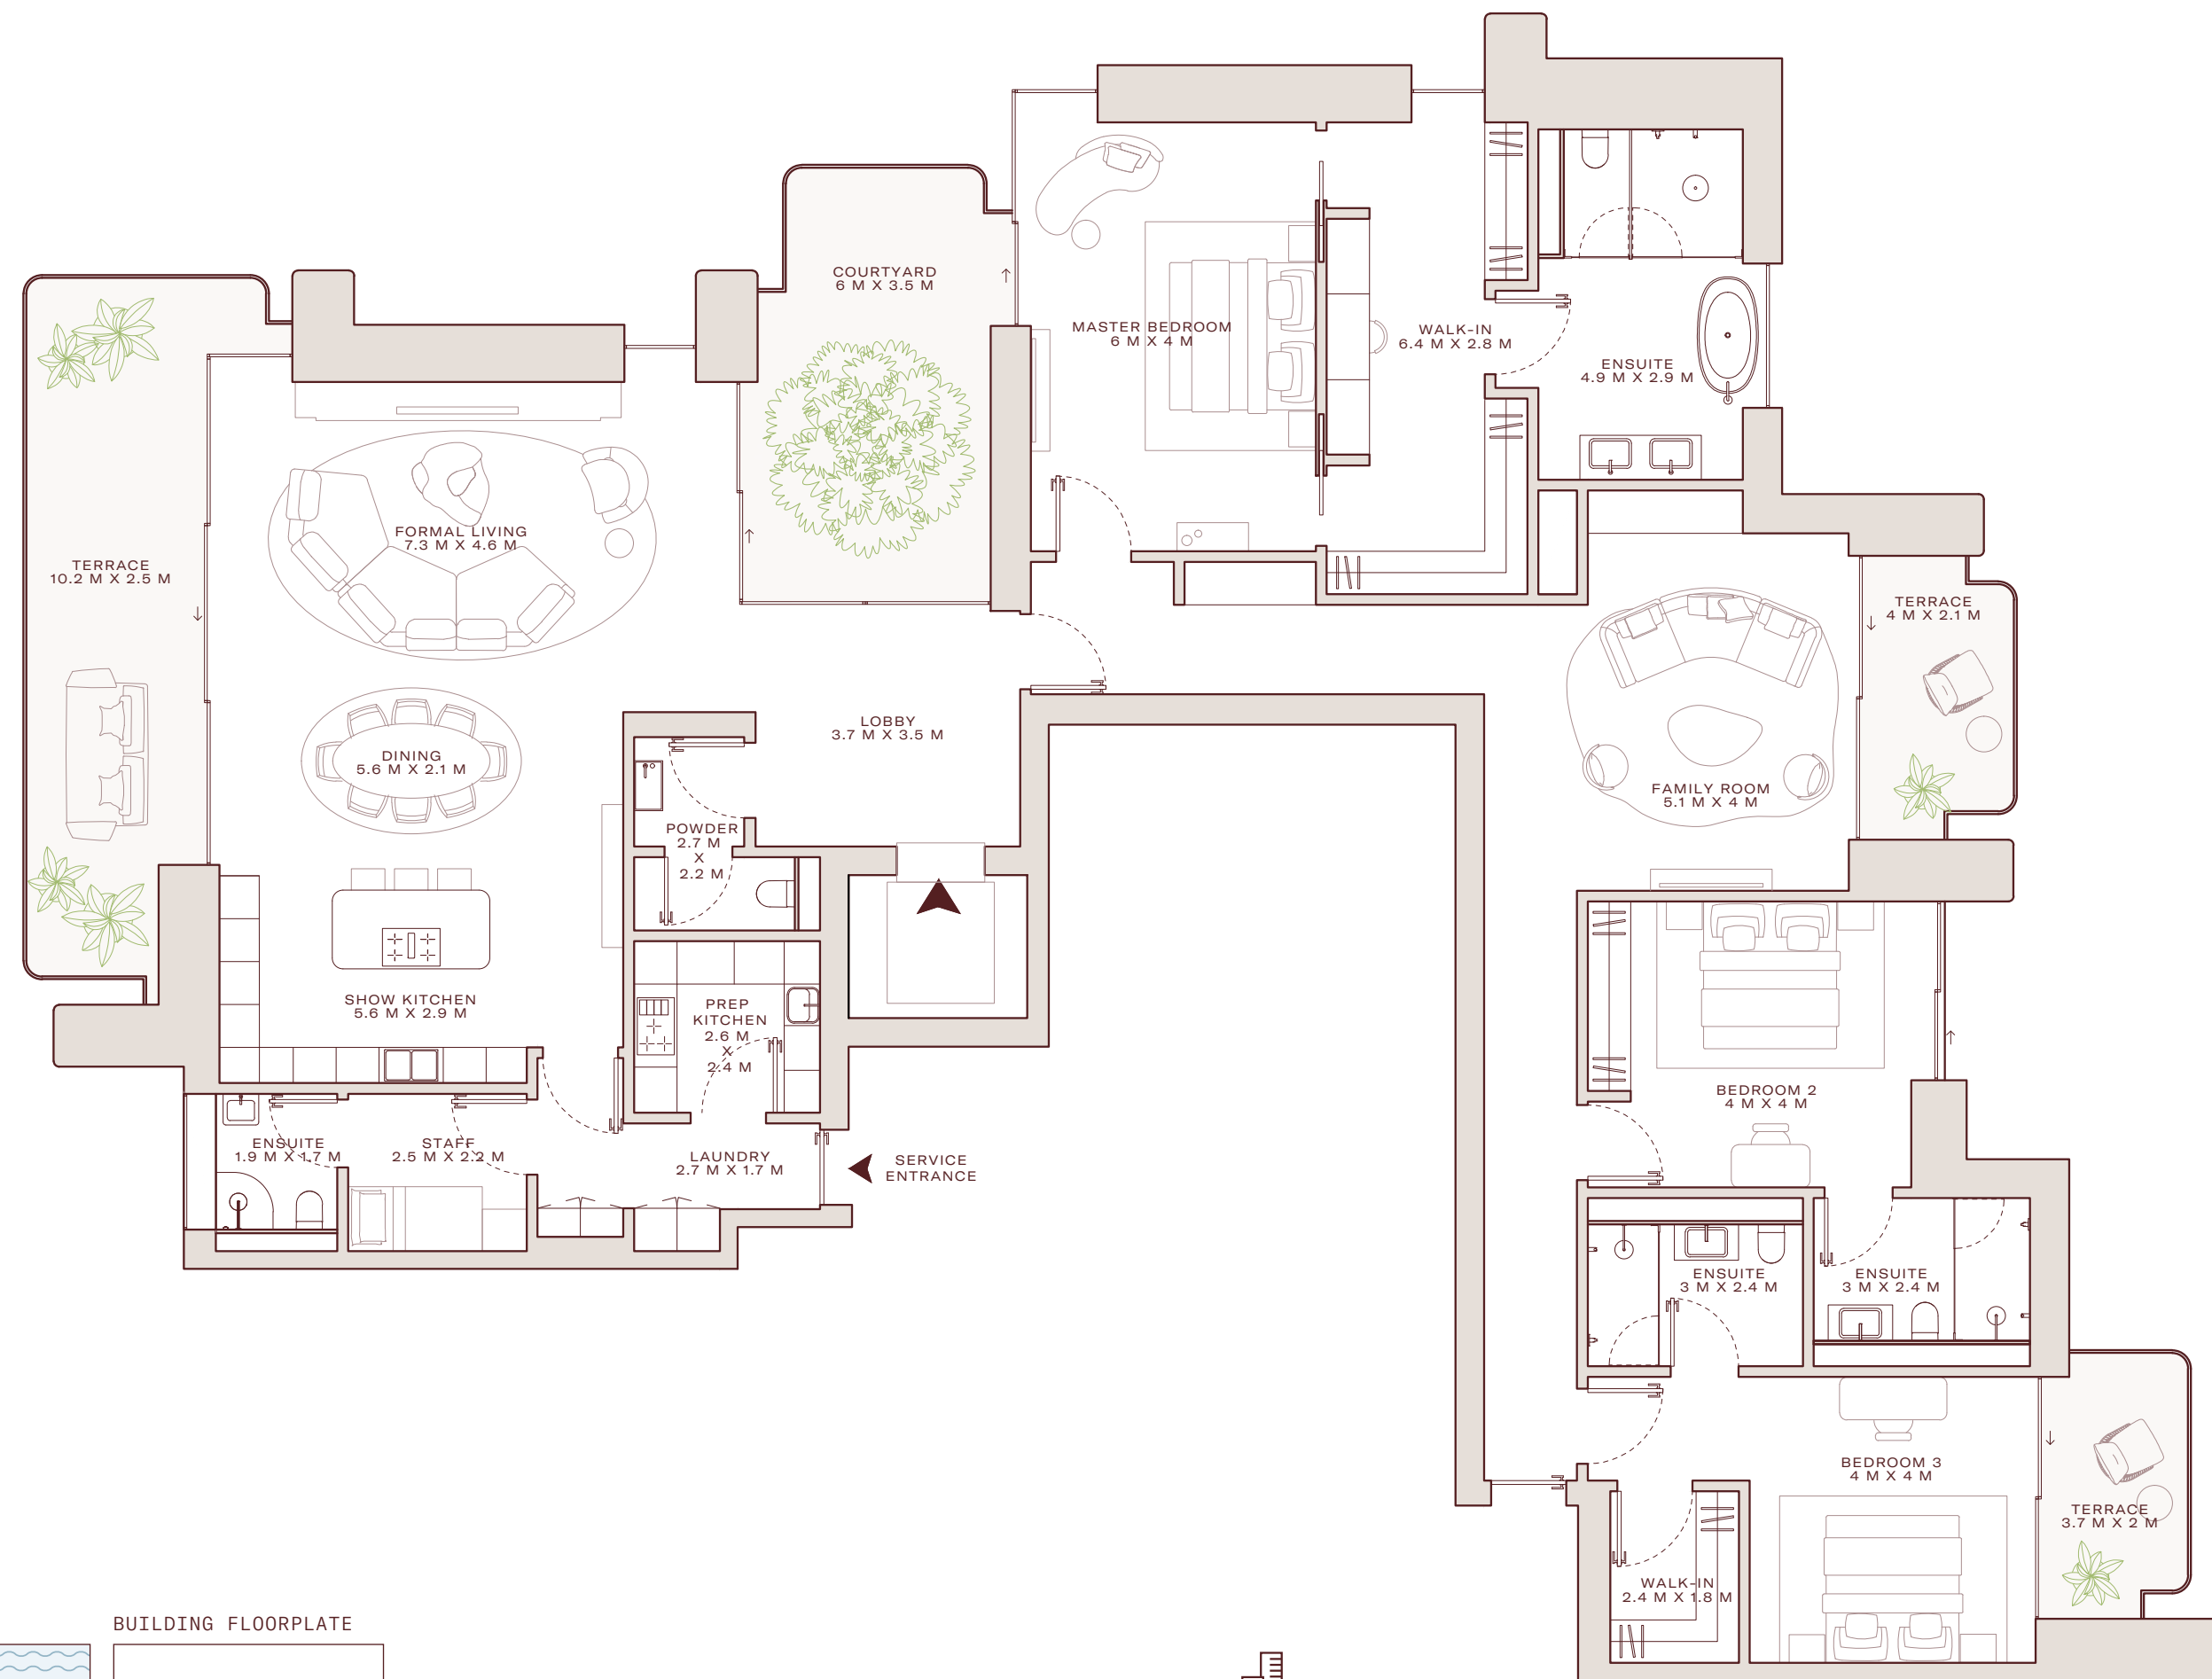 COURTYARD
6 M X 3.5 M
MASTER BEDROOM
6 M X 4 M
WALK-IN
6.4 M X 2.8 M
ENSUITE
4.9 M X 2.9 M
FORMAL LIVING
7.3 M X 4.6 M
TERRACE
10.2 M X 2.5 M
TERRACE
4 M X 2.1 M
LOBBY
3.7 M X 3.5 M
DINING
5.6 M X 2.1 M
FAMILY ROOM
5.1 M X 4 M
POWDER
2.7 M
X
2.2 M
SHOW KITCHEN
5.6 M X 2.9 M
PREP
KITCHEN
2.6 M
X
2.4 M
BEDROOM 2
4 M X 4 M
ENSUITE
1.9 M X 1.7 M
STAFF
2.5 M X 2.2 M
LAUNDRY
2.7 M X 1.7 M
SERVICE
ENTRANCE
ENSUITE
3 M X 2.4 M
ENSUITE
3 M X 2.4 M
BEDROOM 3
4 M X 4 M
TERRACE
3.7 M X 2 M
WALK-IN
2.4 M X 1.8 M
BUILDING FLOORPLATE